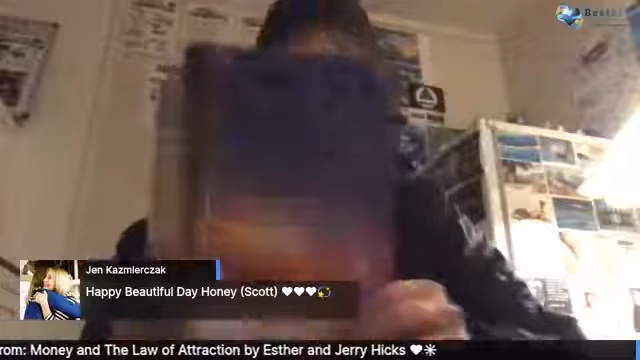 Jen Kazmierczak
Happy Beautiful Day Honey (Scott) ♥♥♥💫
rom: Money and The Law of Attraction by Esther and Jerry Hicks ♥☀